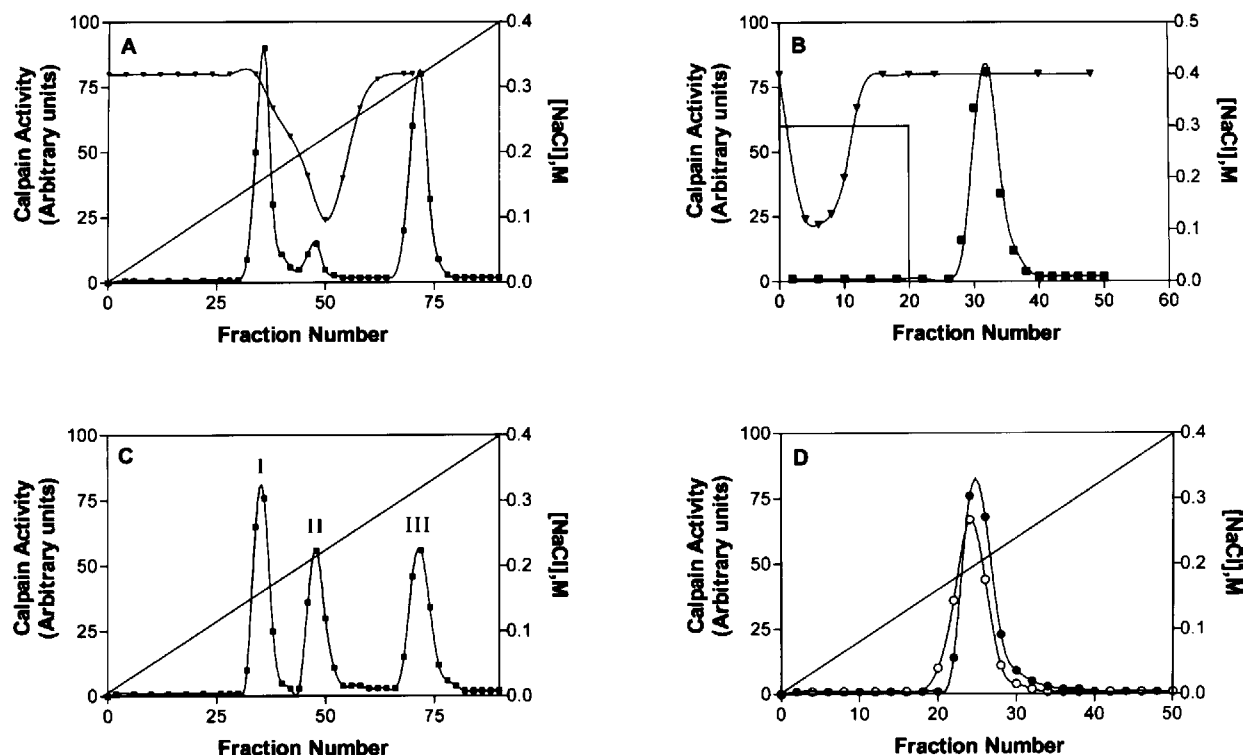 A
Calpain Activity
(Arbitrary units)
100
75
50
25
0
0.4
0.3
0.2
0.1
0.0
[NaCl],M
0
25
50
75
Fraction Number
B
Calpain Activity
(Arbitrary units)
100
75
50
25
0
0.5
0.4
0.3
0.2
0.1
0.0
[NaCl],M
0
10
20
30
40
50
60
Fraction Number
C
I
II
III
Calpain Activity
(Arbitrary units)
100
75
50
25
0
0.4
0.3
0.2
0.1
0.0
[NaCl],M
0
25
50
75
Fraction Number
D
Calpain Activity
(Arbitrary units)
100
75
50
25
0
0.4
0.3
0.2
0.1
0.0
[NaCl],M
0
10
20
30
40
50
Fraction Number